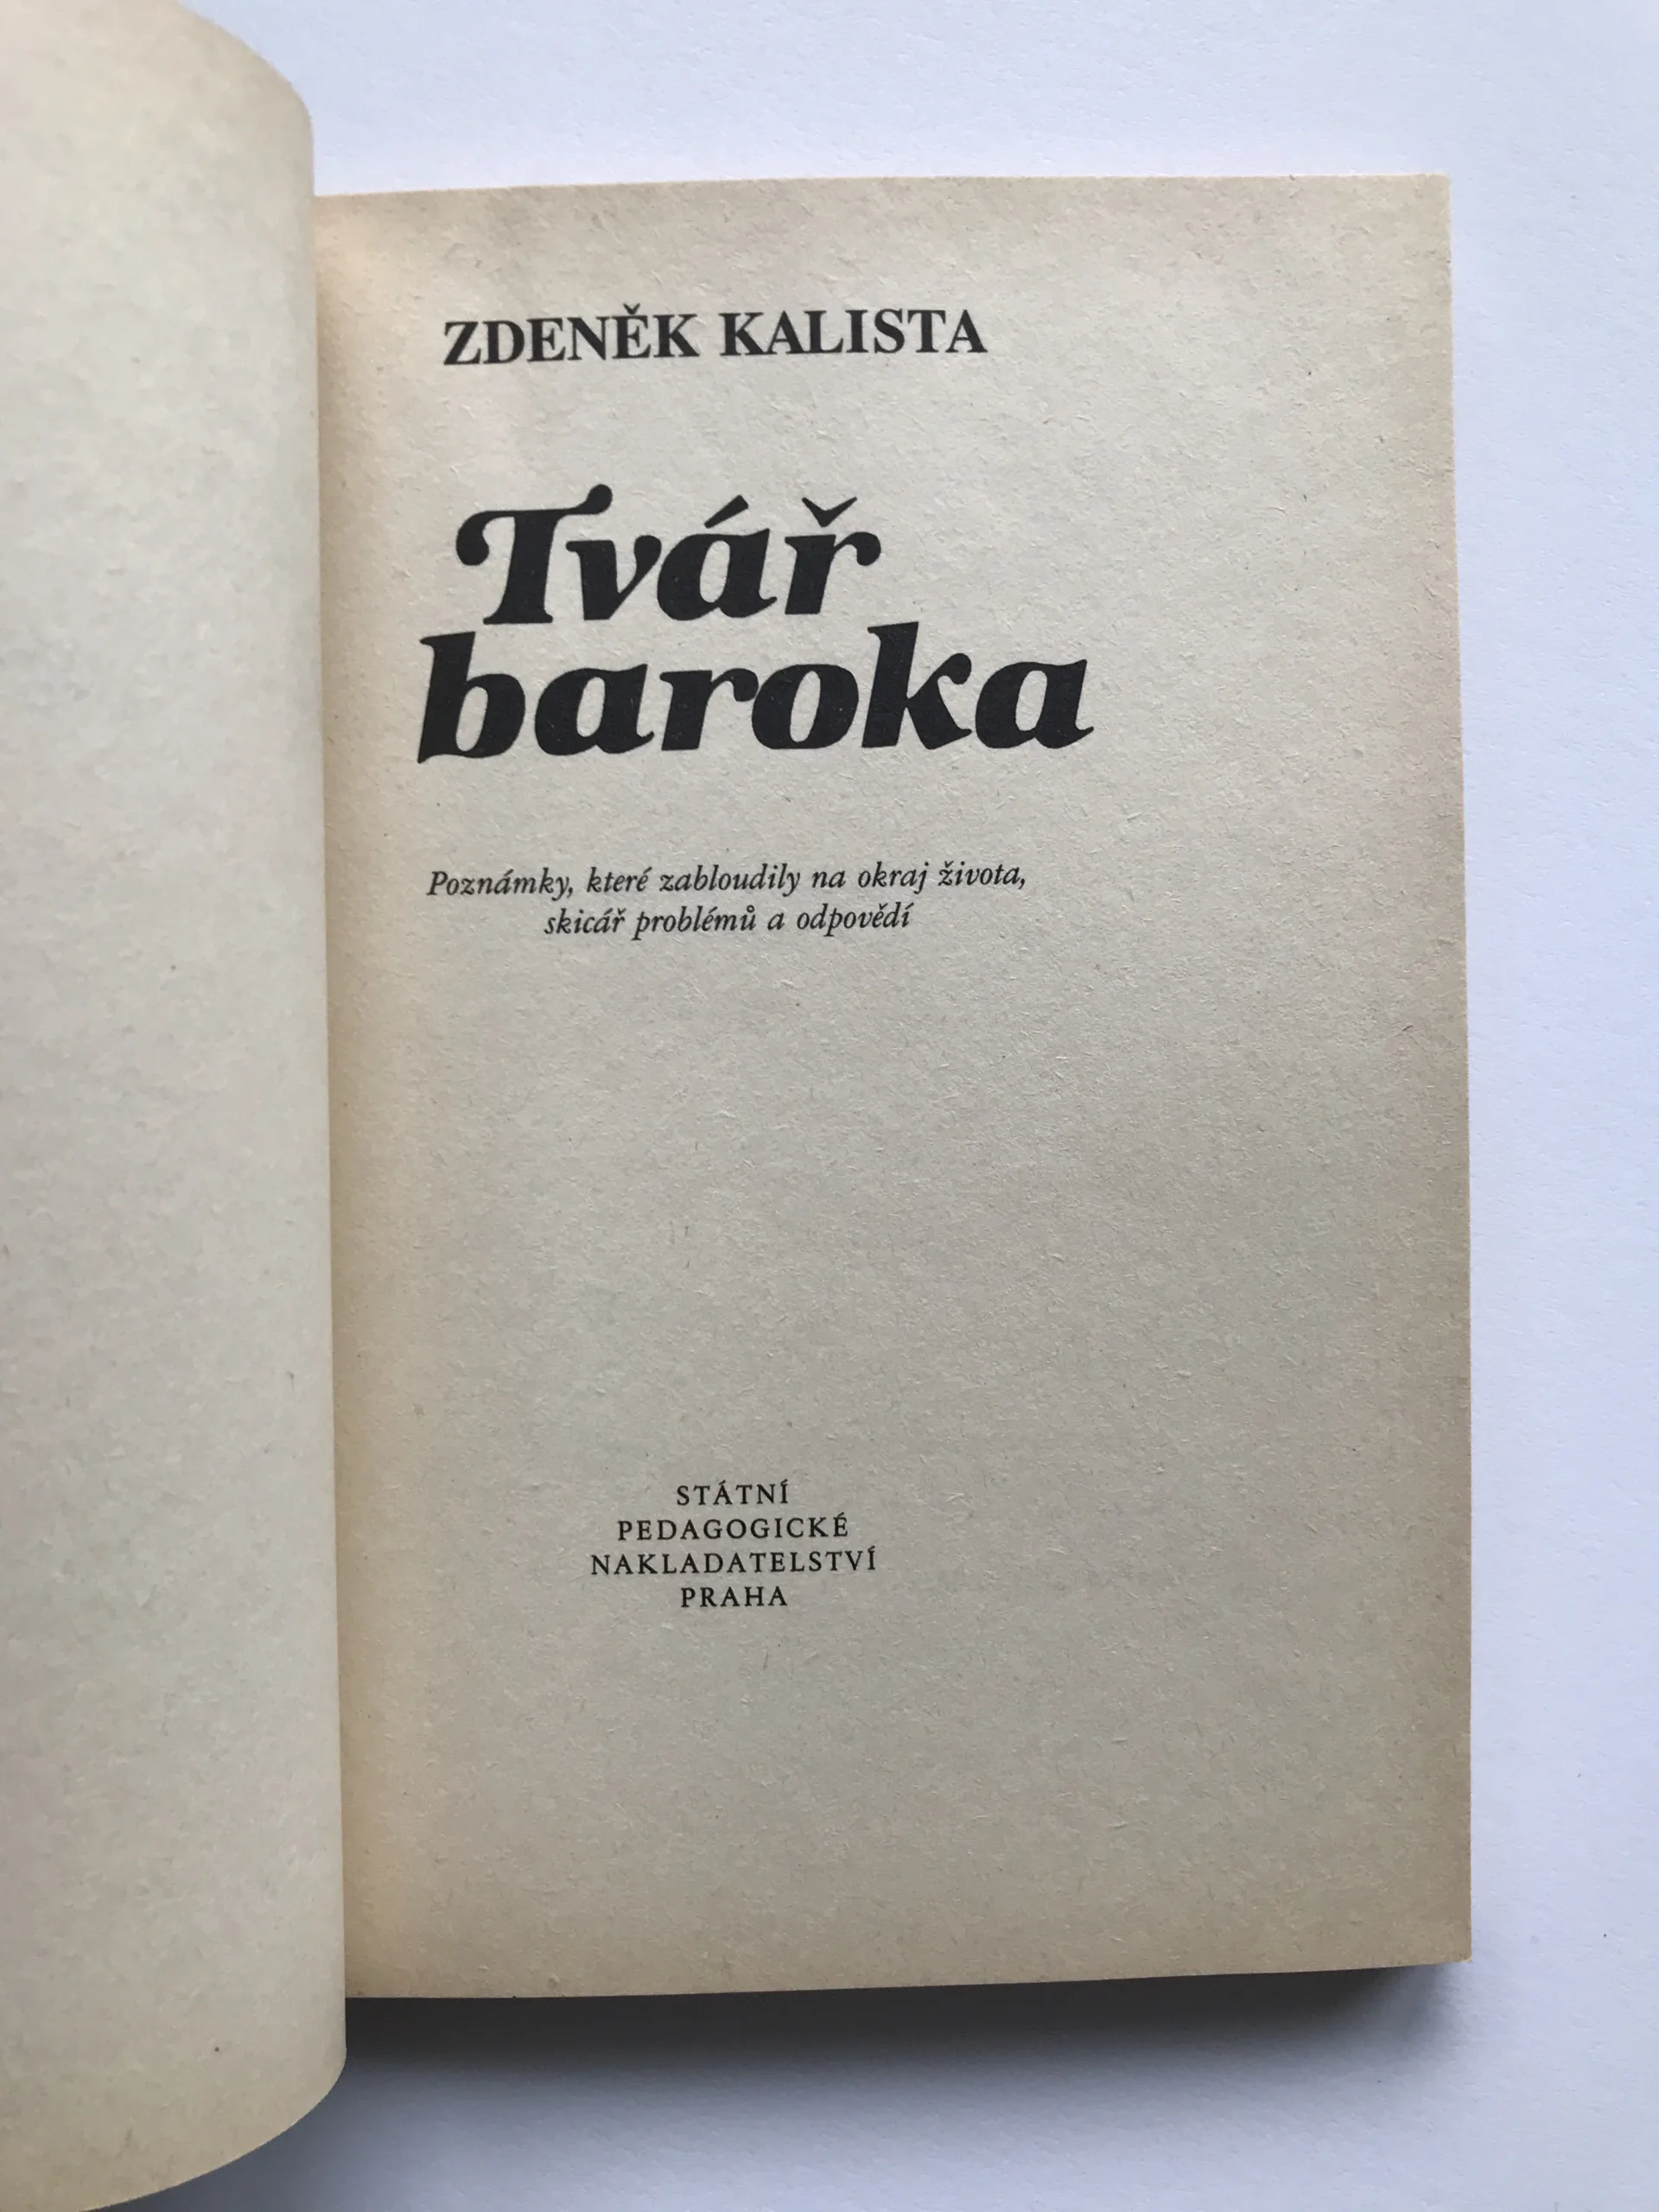 ZDENĚK KALISTA
Tvář
baroka
Poznámky, které zabloudily na okraj života,
skicář problémů a odpovědí
STÁTNÍ
PEDAGOGICKÉ
NAKLADATELSTVÍ
PRAHA